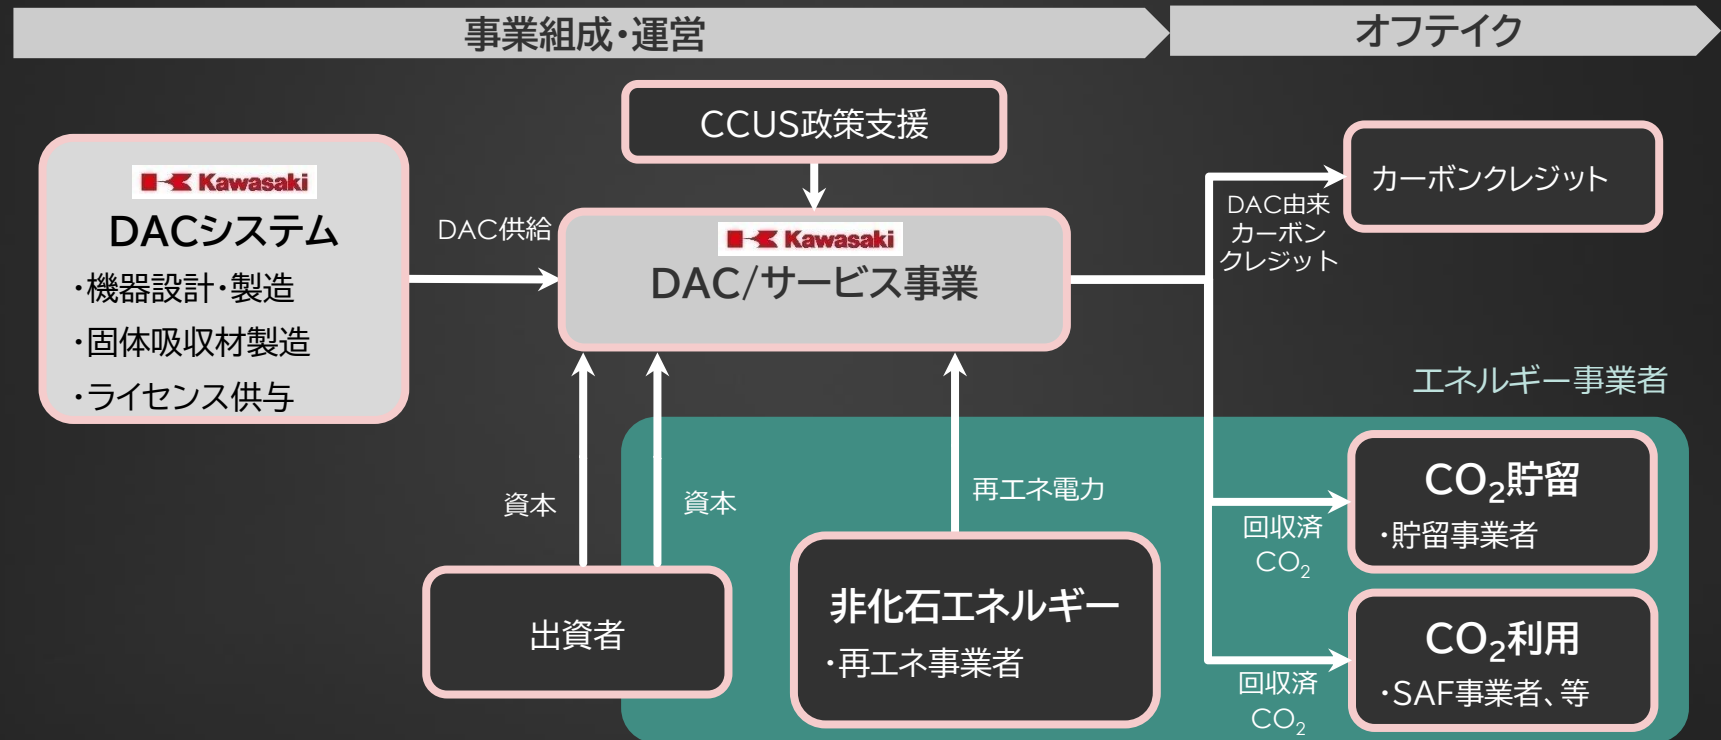 事業組成・運営
オフテイク
CCUS政策支援
Kawasaki
DACシステム
・機器設計・製造
・固体吸収材製造
・ライセンス供与
DAC供給
Kawasaki
DAC/サービス事業
DAC由来
カーボン
クレジット
カーボンクレジット
エネルギー事業者
資本
資本
再エネ電力
出資者
非化石エネルギー
・再エネ事業者
回収済
CO₂
CO₂貯留
・貯留事業者
回収済
CO₂
CO₂利用
・SAF事業者、等